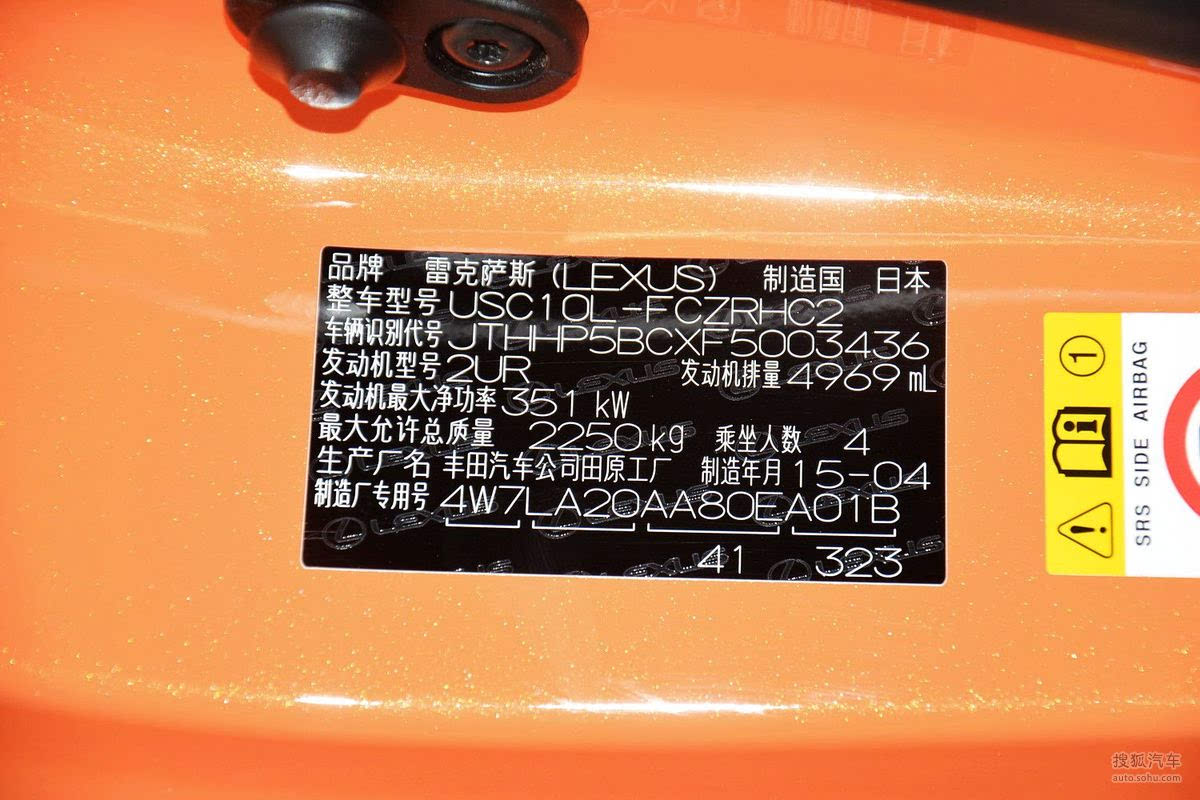 品牌 雷克萨斯 (LEXUS) 制造国 日本
整车型号 USC10L-FCZRHC2
车辆识别代号 JTHHP5BCXF5003436
发动机型号 2UR 发动机排量 4969 mL
发动机最大净功率 351 kW
最大允许总质量 2250 kg 乘坐人数 4
生产厂名 丰田汽车公司田原工厂 制造年月 15-04
制造厂专用号 4W7LA20AA80EA01B
41 323
1
SRS SIDE AIRBAG
搜狐汽车
auto.sohu.com